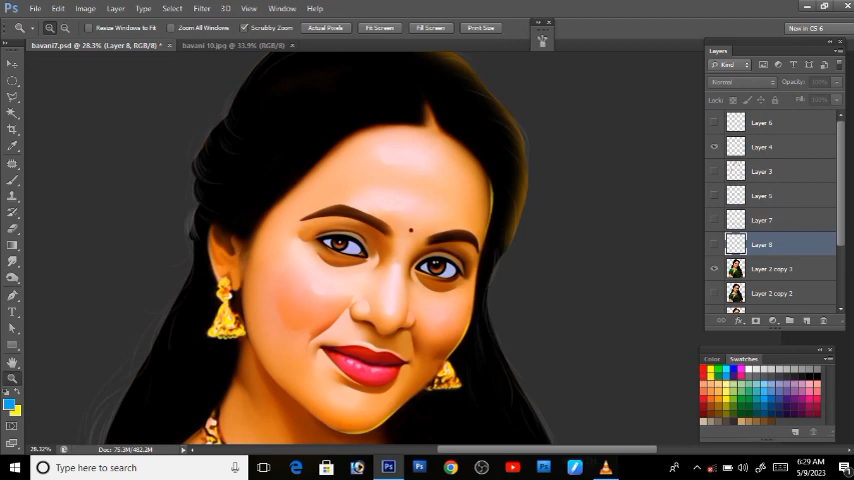 Ps File Edit Image Layer Type Select Filter 3D View Window Help
Resize Windows to Fit Zoom All Windows Scrubby Zoom Actual Pixels Fit Screen Fill Screen Print Size New in CS 6
bavani7.psd @ 28.3% (Layer 8, RGB/8) * × bavani 10.jpg @ 33.9% (RGB/8) ×
Layers
Kind
Normal Opacity: 100%
Lock: Fill: 100%
Layer 6
Layer 4
Layer 3
Layer 5
Layer 7
Layer 8
Layer 2 copy 3
Layer 2 copy 2
fx
Color Swatches
28.32% Doc: 75.3M/482.2M
Type here to search
6:29 AM
5/9/2023